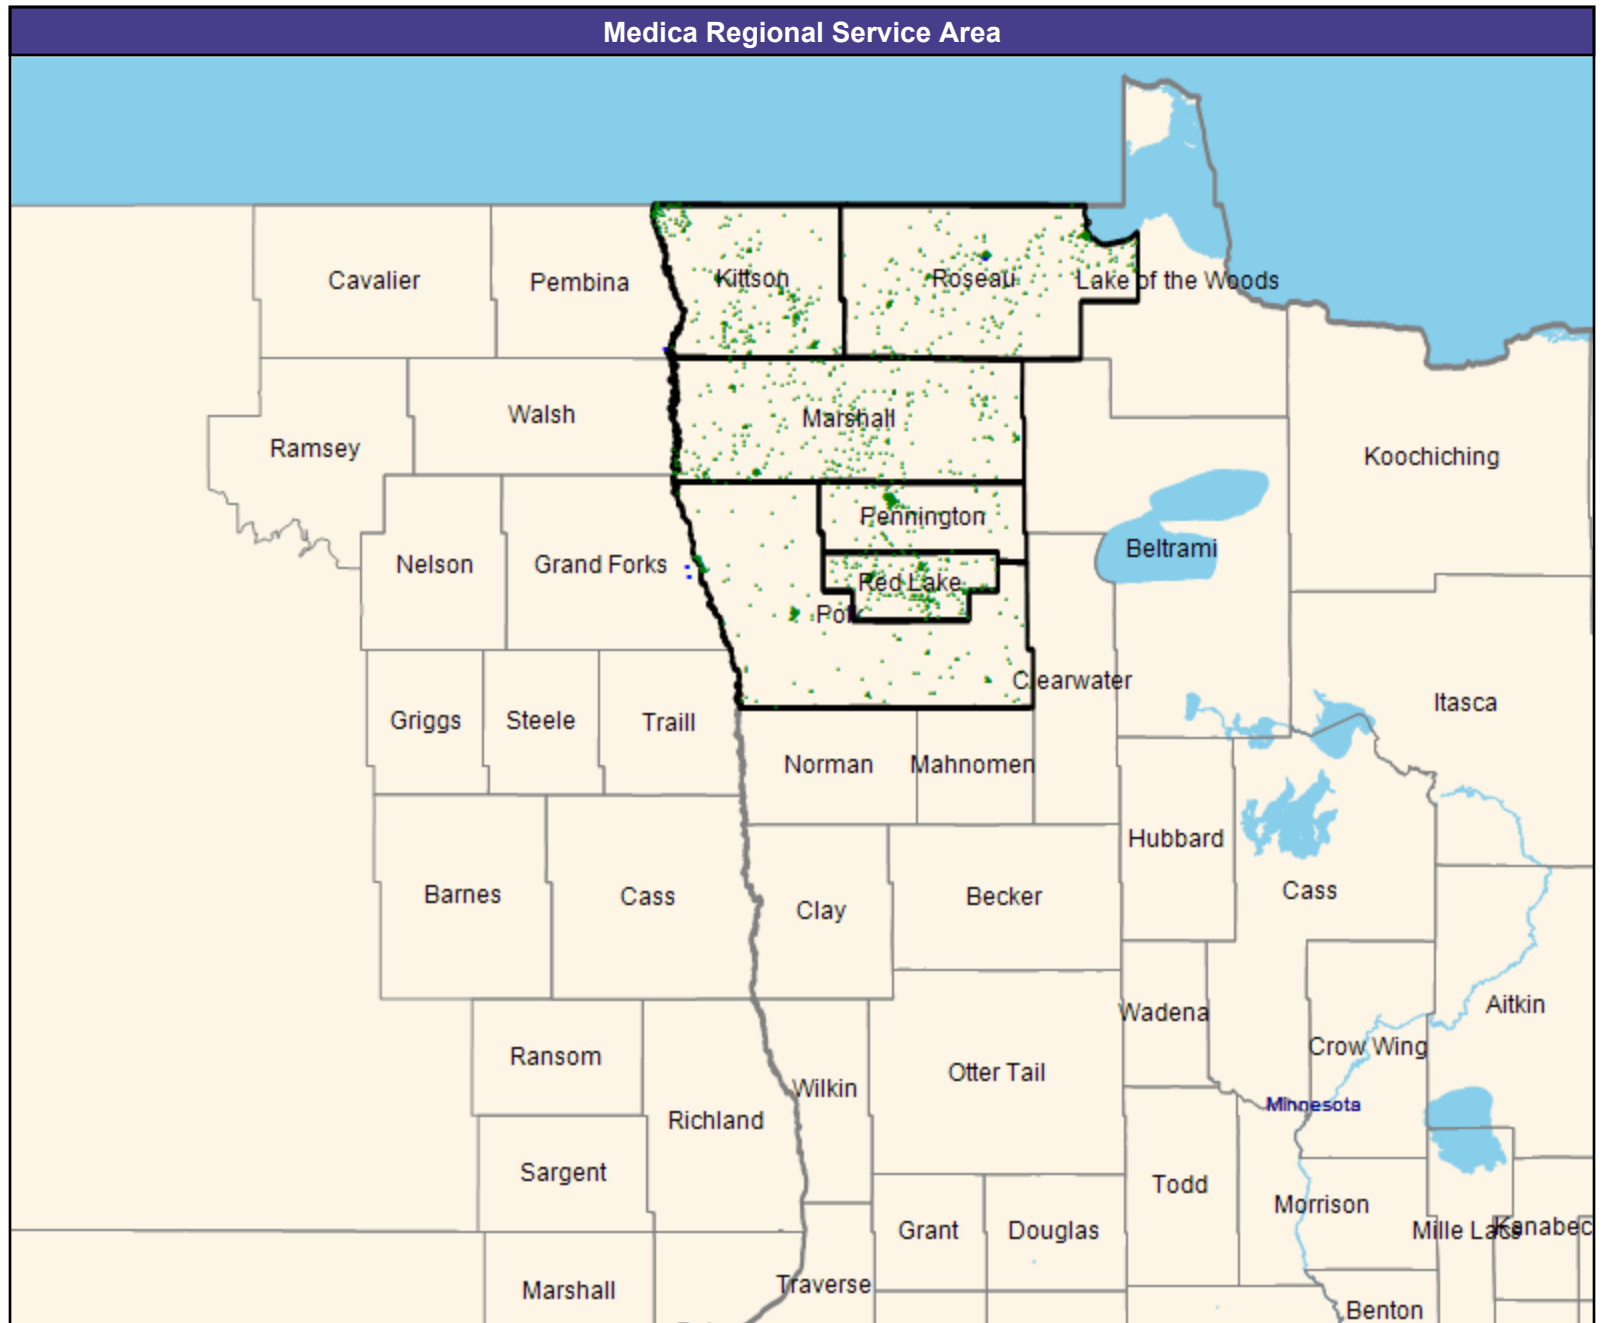 Medica Regional Service Area
Cavalier
Pembina
Kittson
Roseau
Lake of the Woods
Ramsey
Walsh
Marshall
Koochiching
Nelson
Grand Forks
Pennington
Beltrami
Red Lake
Polk
Clearwater
Itasca
Griggs
Steele
Traill
Norman
Mahnomen
Hubbard
Cass
Barnes
Cass
Clay
Becker
Wadena
Aitkin
Crow Wing
Ransom
Otter Tail
Wilkin
Minnesota
Richland
Sargent
Todd
Morrison
Grant
Douglas
Mille Lacs
Kanabec
Marshall
Traverse
Benton